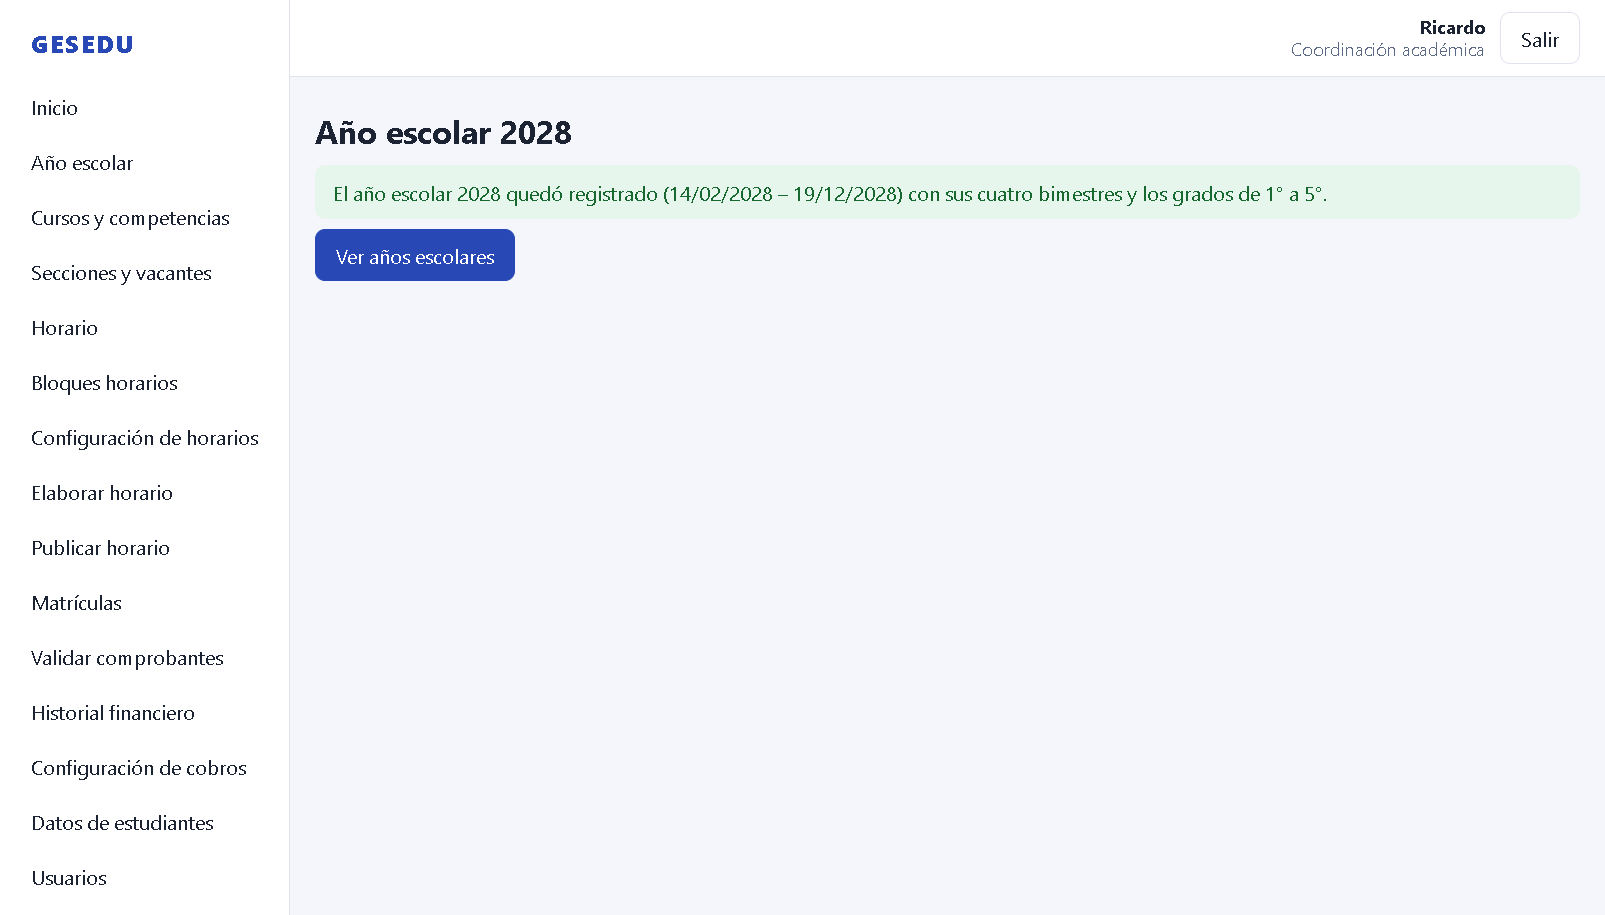 GESEDU
Inicio
Año escolar
Cursos y competencias
Secciones y vacantes
Horario
Bloques horarios
Configuración de horarios
Elaborar horario
Publicar horario
Matrículas
Validar comprobantes
Historial financiero
Configuración de cobros
Datos de estudiantes
Usuarios
Ricardo
Coordinación académica
Salir
Año escolar 2028
El año escolar 2028 quedó registrado (14/02/2028 – 19/12/2028) con sus cuatro bimestres y los grados de 1° a 5°.
Ver años escolares